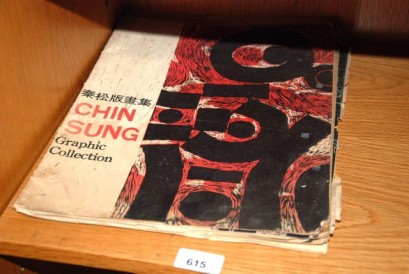 秦松版畫集
CHIN
SUNG
Graphic
Collection
615